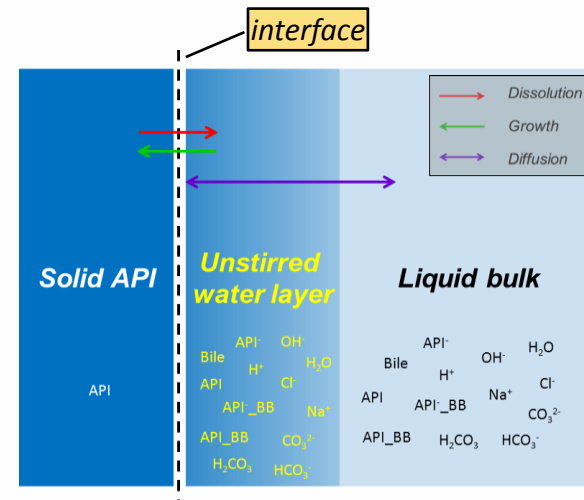 interface
Dissolution
Growth
Diffusion
Solid API
Unstirred
water layer
Liquid bulk
API
API⁻ OH⁻
Bile
H⁺
H₂O
API
Cl⁻
API⁻_BB
Na⁺
API_BB
CO₃²⁻
H₂CO₃
HCO₃⁻
API⁻
H₂O
OH⁻
Bile
H⁺
Cl⁻
API
Na⁺
API⁻_BB
CO₃²⁻
API_BB
H₂CO₃
HCO₃⁻